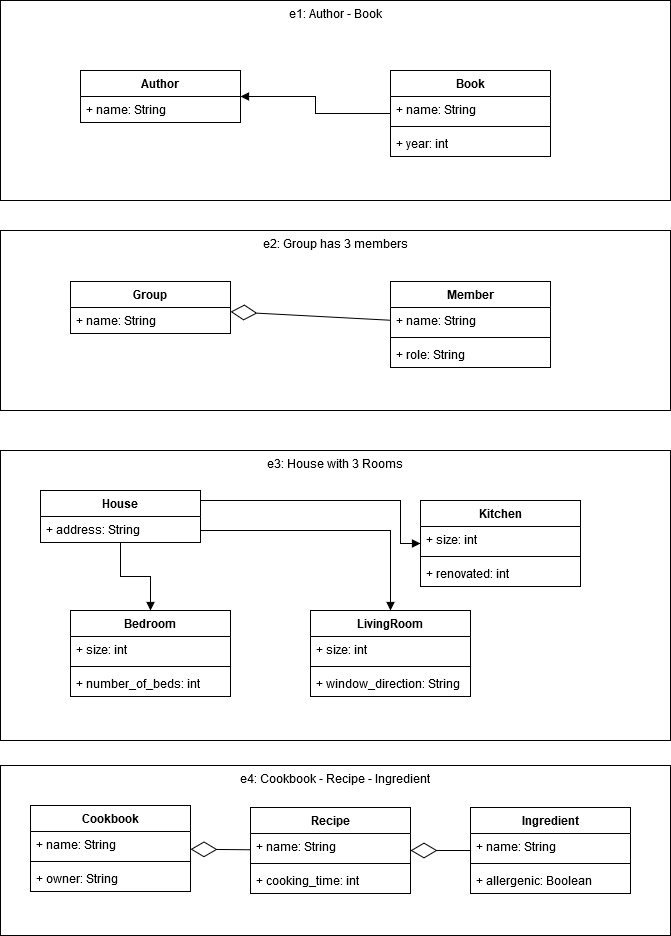 e1: Author - Book
Author
+ name: String
Book
+ name: String
+ year: int
e2: Group has 3 members
Group
+ name: String
Member
+ name: String
+ role: String
e3: House with 3 Rooms
House
+ address: String
Kitchen
+ size: int
+ renovated: int
Bedroom
+ size: int
+ number_of_beds: int
LivingRoom
+ size: int
+ window_direction: String
e4: Cookbook - Recipe - Ingredient
Cookbook
+ name: String
+ owner: String
Recipe
+ name: String
+ cooking_time: int
Ingredient
+ name: String
+ allergenic: Boolean